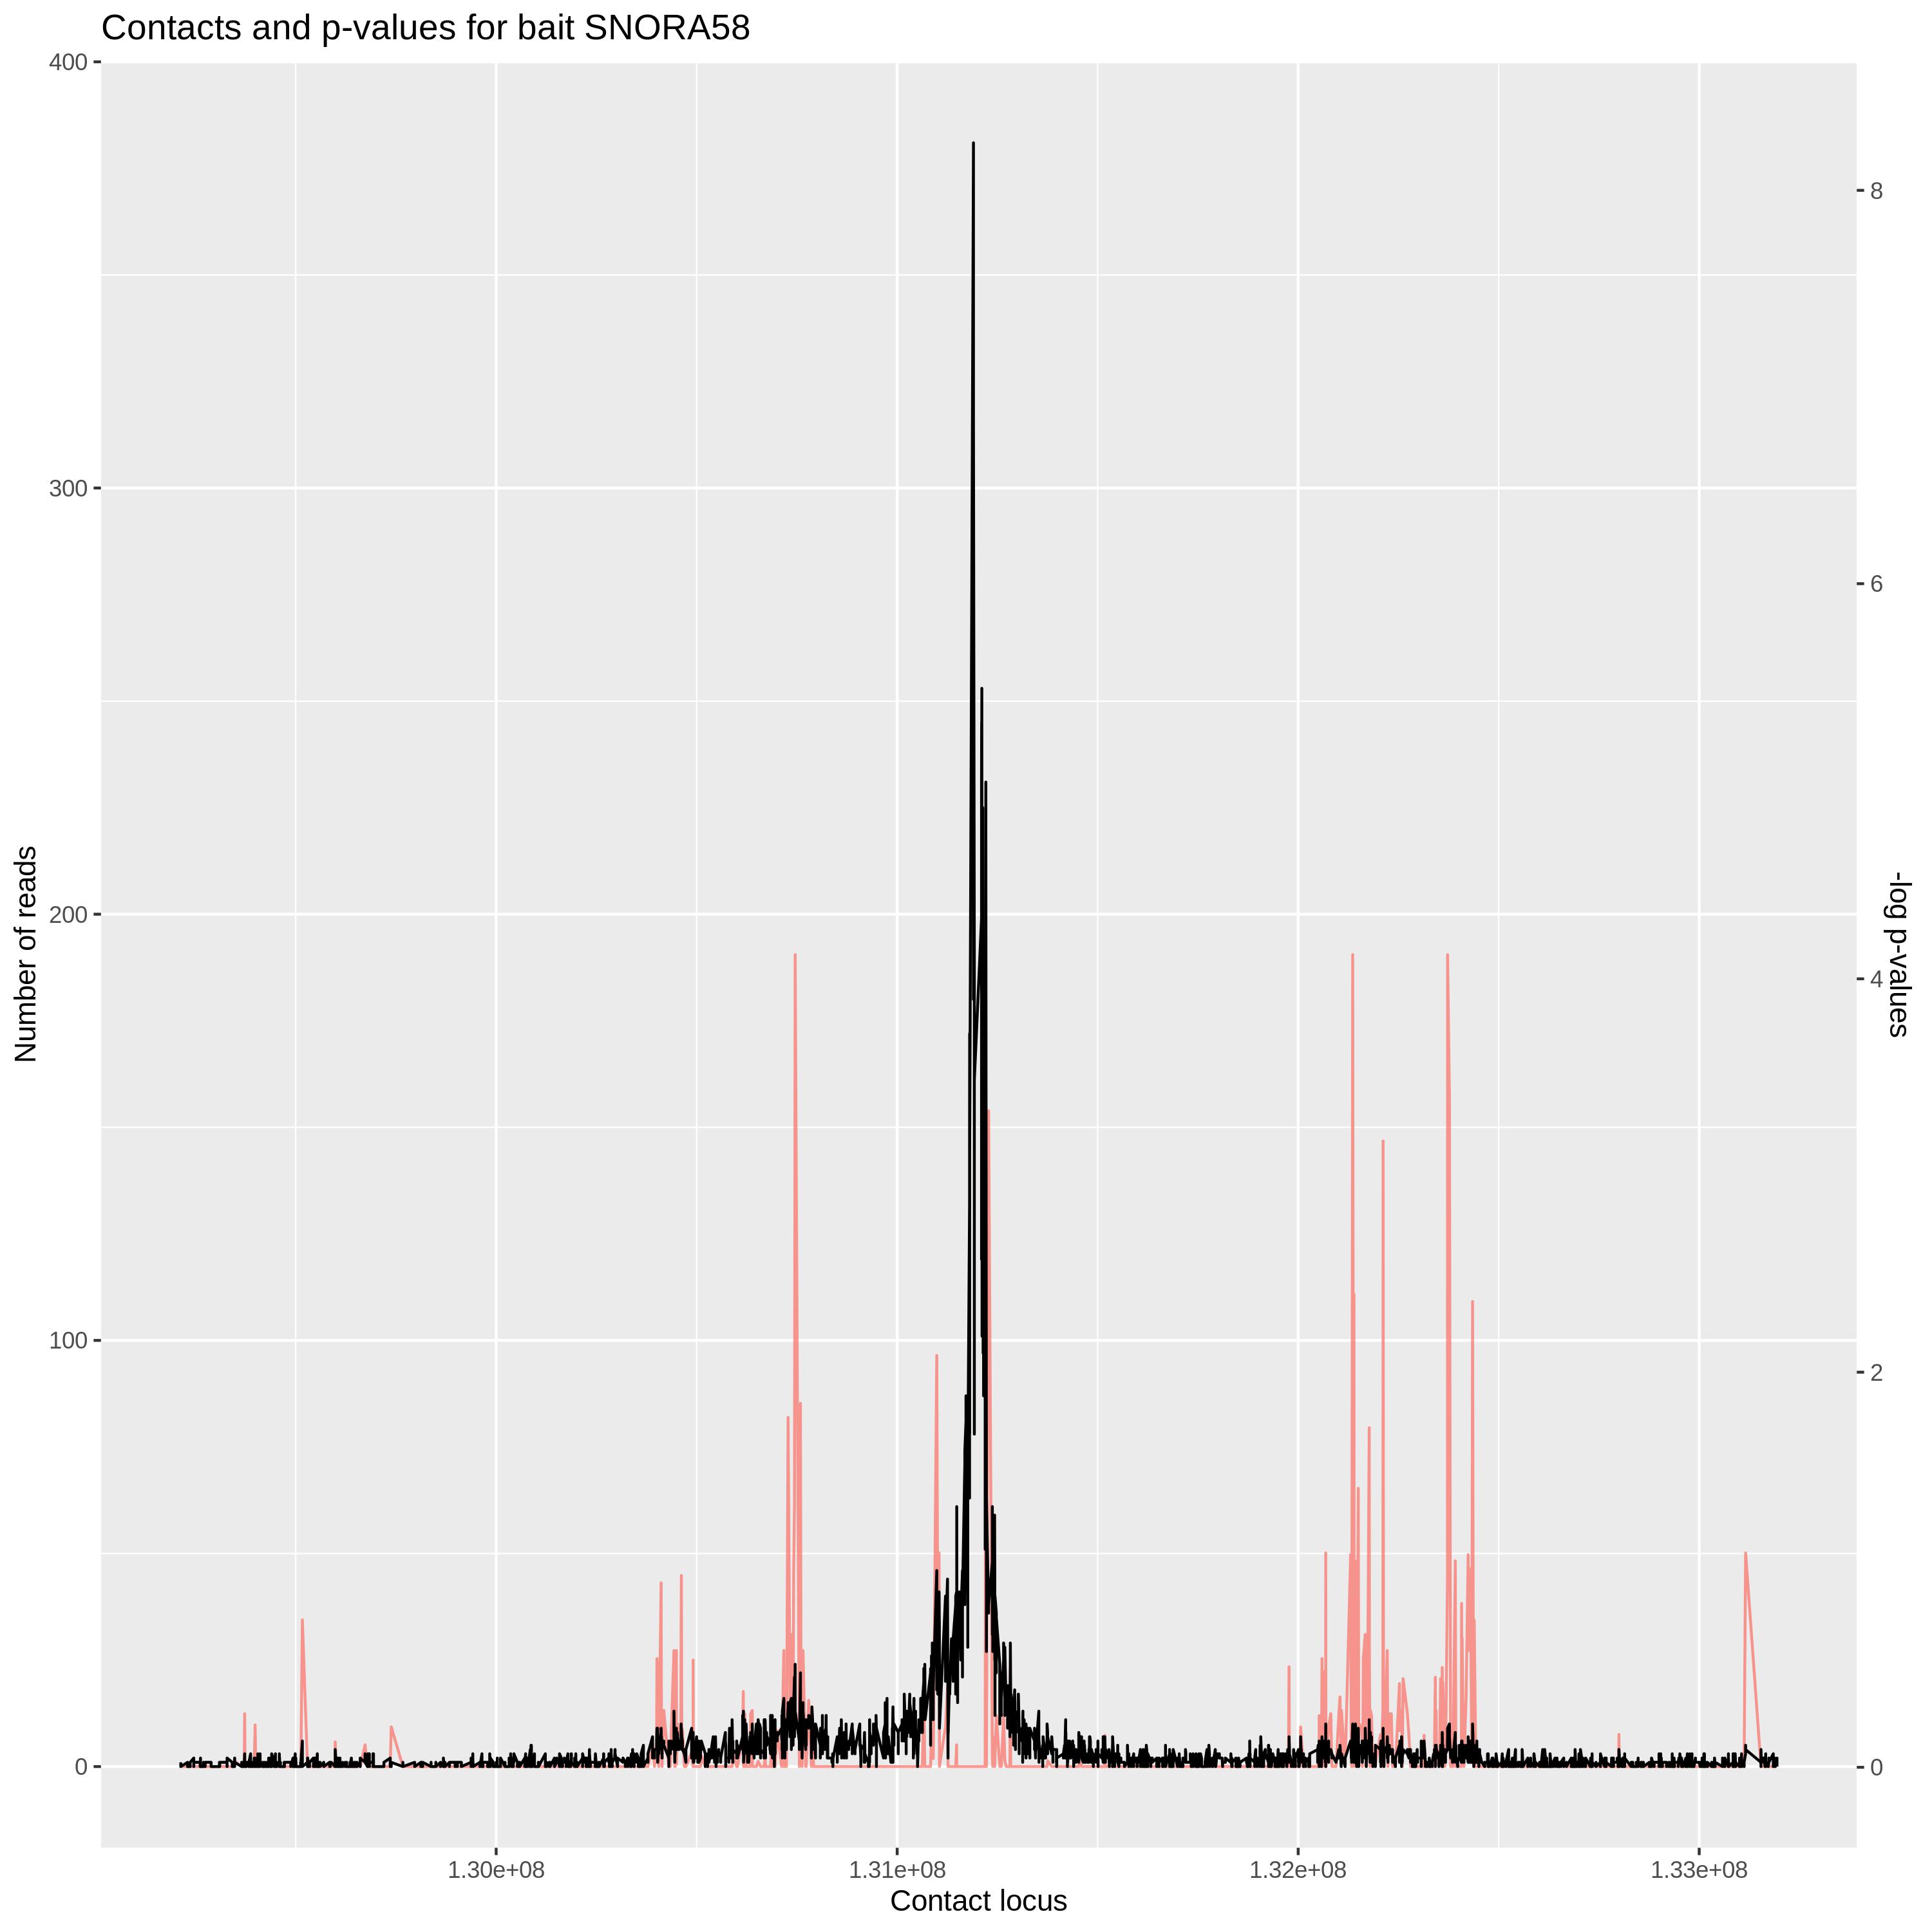 Contacts and p-values for bait SNORA58
400
300
200
100
0
Number of reads
8
6
4
2
0
-log p-values
1.30e+08
1.31e+08
1.32e+08
1.33e+08
Contact locus